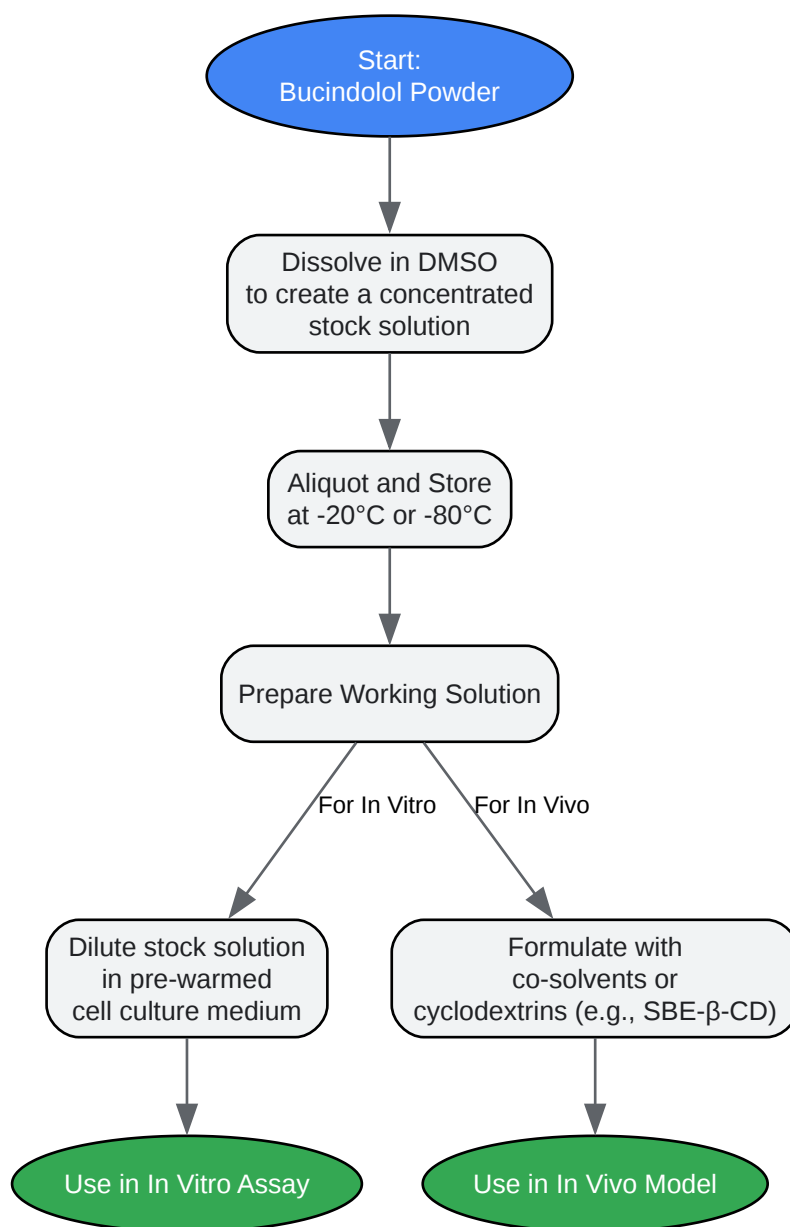 Start:
Bucindolol Powder
Dissolve in DMSO
to create a concentrated
stock solution
Aliquot and Store
at -20°C or -80°C
Prepare Working Solution
For In Vitro
For In Vivo
Dilute stock solution
in pre-warmed
cell culture medium
Formulate with
co-solvents or
cyclodextrins (e.g., SBE-β-CD)
Use in In Vitro Assay
Use in In Vivo Model